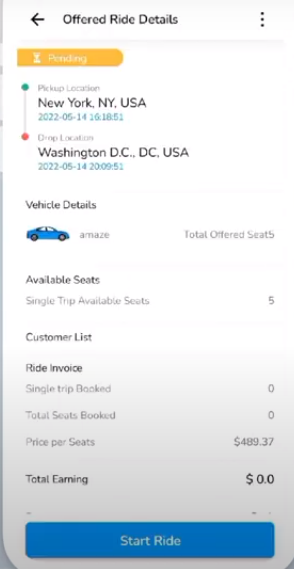 Offered Ride Details
Pending
Pickup Location
New York, NY, USA
2022-05-14 16:18:51
Drop Location
Washington D.C., DC, USA
2022-05-14 20:09:51
Vehicle Details
amaze Total Offered Seat5
Available Seats
Single Trip Available Seats 5
Customer List
Ride Invoice
Single trip Booked 0
Total Seats Booked 0
Price per Seats $489.37
Total Earning $ 0.0
Start Ride